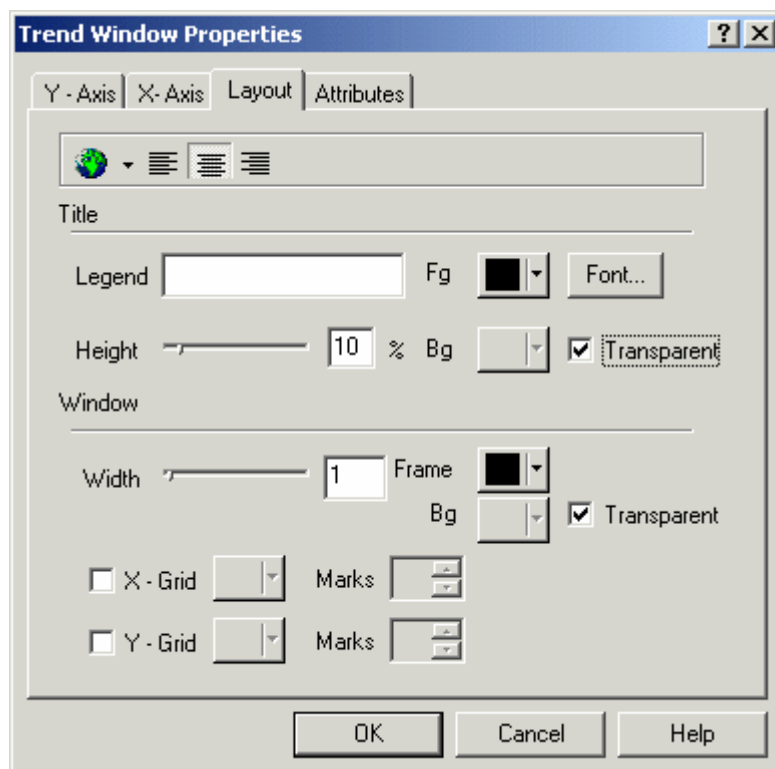 Trend Window Properties
Y - Axis X- Axis Layout Attributes
Title
Legend Fg Font...
Height 10 % Bg Transparent
Window
Width 1 Frame
Bg Transparent
X - Grid Marks
Y - Grid Marks
OK Cancel Help